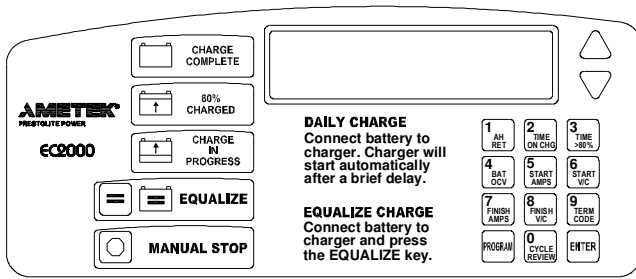 CHARGE
COMPLETE
80%
CHARGED
CHARGE
IN
PROGRESS
EQUALIZE
MANUAL STOP
AMETEK®
PRESTOLITE POWER
EC2000
DAILY CHARGE
Connect battery to
charger. Charger will
start automatically
after a brief delay.
EQUALIZE CHARGE
Connect battery to
charger and press
the EQUALIZE key.
1
AH
RET
2
TIME
ON CHG
3
TIME
>80%
4
BAT
OCV
5
START
AMPS
6
START
V/C
7
FINISH
AMPS
8
FINISH
V/C
9
TERM
CODE
PROGRAM
0
CYCLE
REVIEW
ENTER